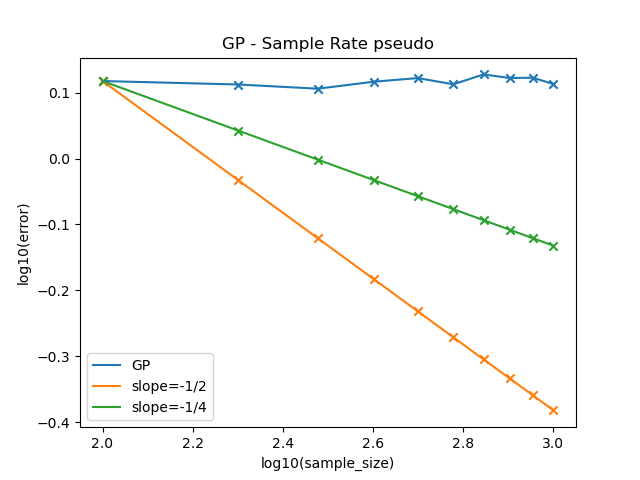 GP - Sample Rate pseudo
log10(error)
0.1
0.0
−0.1
−0.2
−0.3
−0.4
GP
slope=-1/2
slope=-1/4
2.0 2.2 2.4 2.6 2.8 3.0
log10(sample_size)